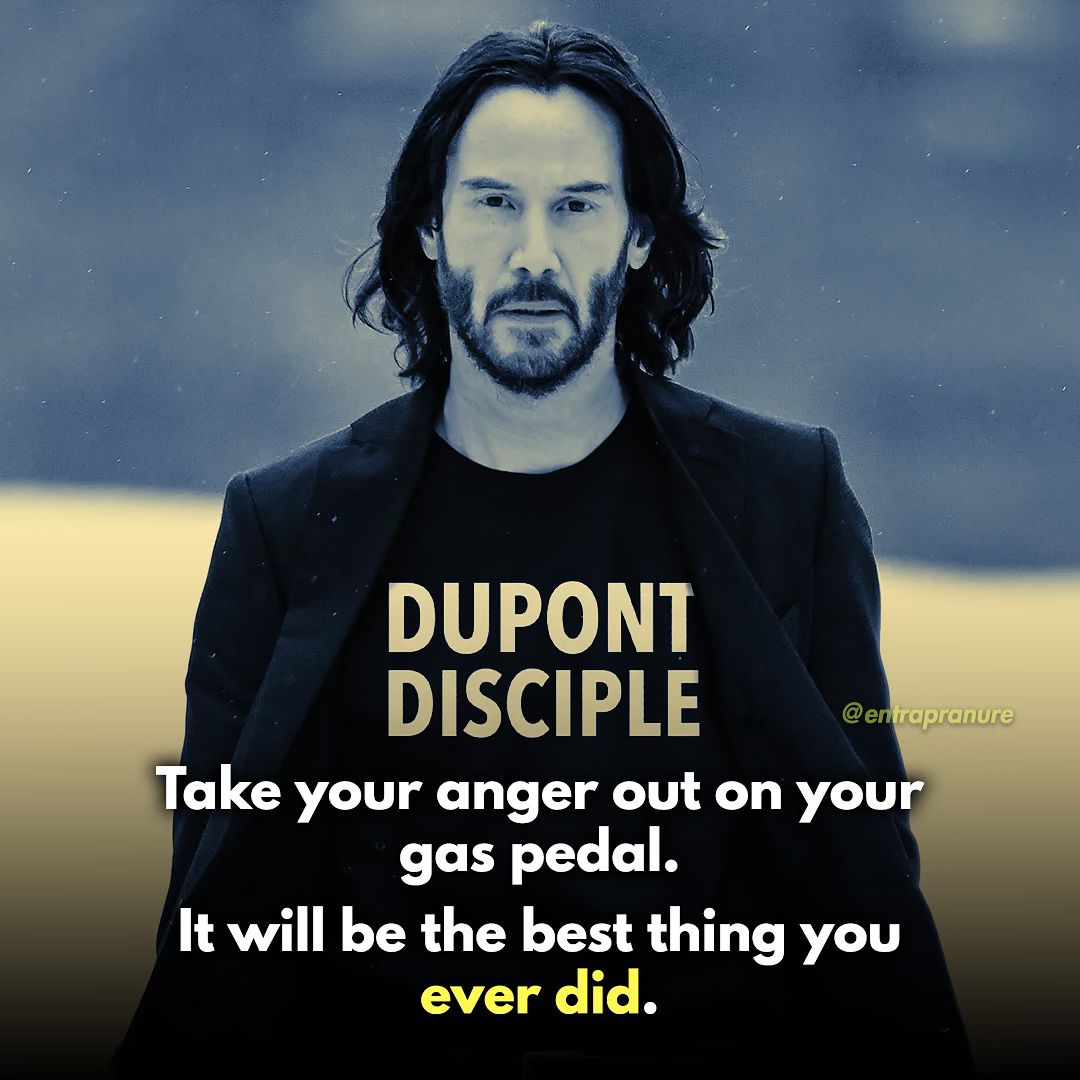 DUPONT
DISCIPLE
@entrapranure
Take your anger out on your
gas pedal.
It will be the best thing you
ever did.